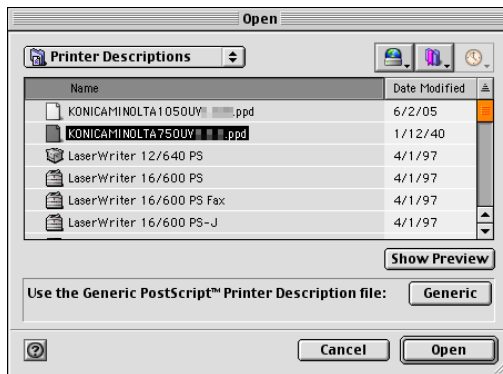 Open
Printer Descriptions
Name Date Modified
KONICAMINOLTA1050UY .ppd 6/2/05
KONICAMINOLTA750UY .ppd 1/12/40
LaserWriter 12/640 PS 4/1/97
LaserWriter 16/600 PS 4/1/97
LaserWriter 16/600 PS Fax 4/1/97
LaserWriter 16/600 PS-J 4/1/97
Show Preview
Use the Generic PostScript™ Printer Description file: Generic
? Cancel Open